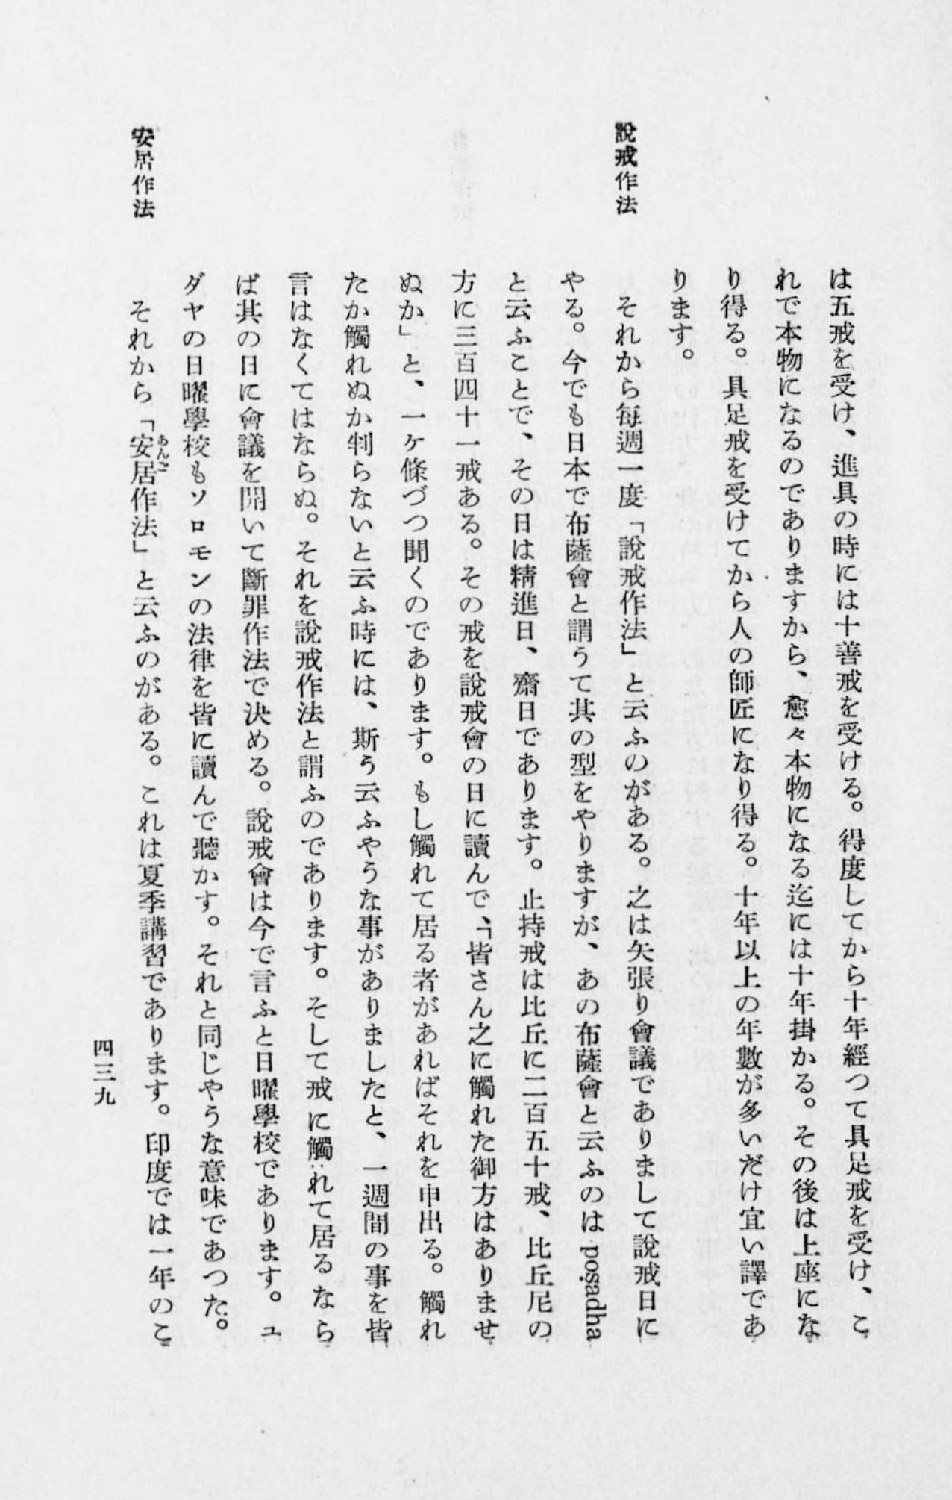 は五戒を受け、進具の時には十善戒を受ける。得度してから十年經つて具足戒を受け、こ
れで本物になるのでありますから、愈々本物になる迄には十年掛かる。その後は上座にな
り得る。具足戒を受けてから人の師匠になり得る。十年以上の年數が多いだけ宜い譯であ
ります。
說戒作法
それから每週一度「說戒作法」と云ふのがある。之は矢張り會議でありまして說戒日に
やる。今でも日本で布薩會と謂うて其の型をやりますが、あの布薩會と云ふのは poṣadha
と云ふことで、その日は精進日、齋日であります。止持戒は比丘に二百五十戒、比丘尼の
方に三百四十一戒ある。その戒を說戒會の日に讀んで、「皆さん之に觸れた御方はありませ
ぬか」と、一ケ條づつ聞くのであります。もし觸れて居る者があればそれを申出る。觸れ
たか觸れぬか判らないと云ふ時には、斯う云ふやうな事がありましたと、一週間の事を皆
言はなくてはならぬ。それを說戒作法と謂ふのであります。そして戒に觸れて居るなら
ば其の日に會議を開いて斷罪作法で決める。說戒會は今で言ふと日曜學校であります。ユ
ダヤの日曜學校もソロモンの法律を皆に讀んで聽かす。それと同じやうな意味であつた。
安居作法
それから「安居作法」と云ふのがある。これは夏季講習であります。印度では一年のこ
あんご
四三九